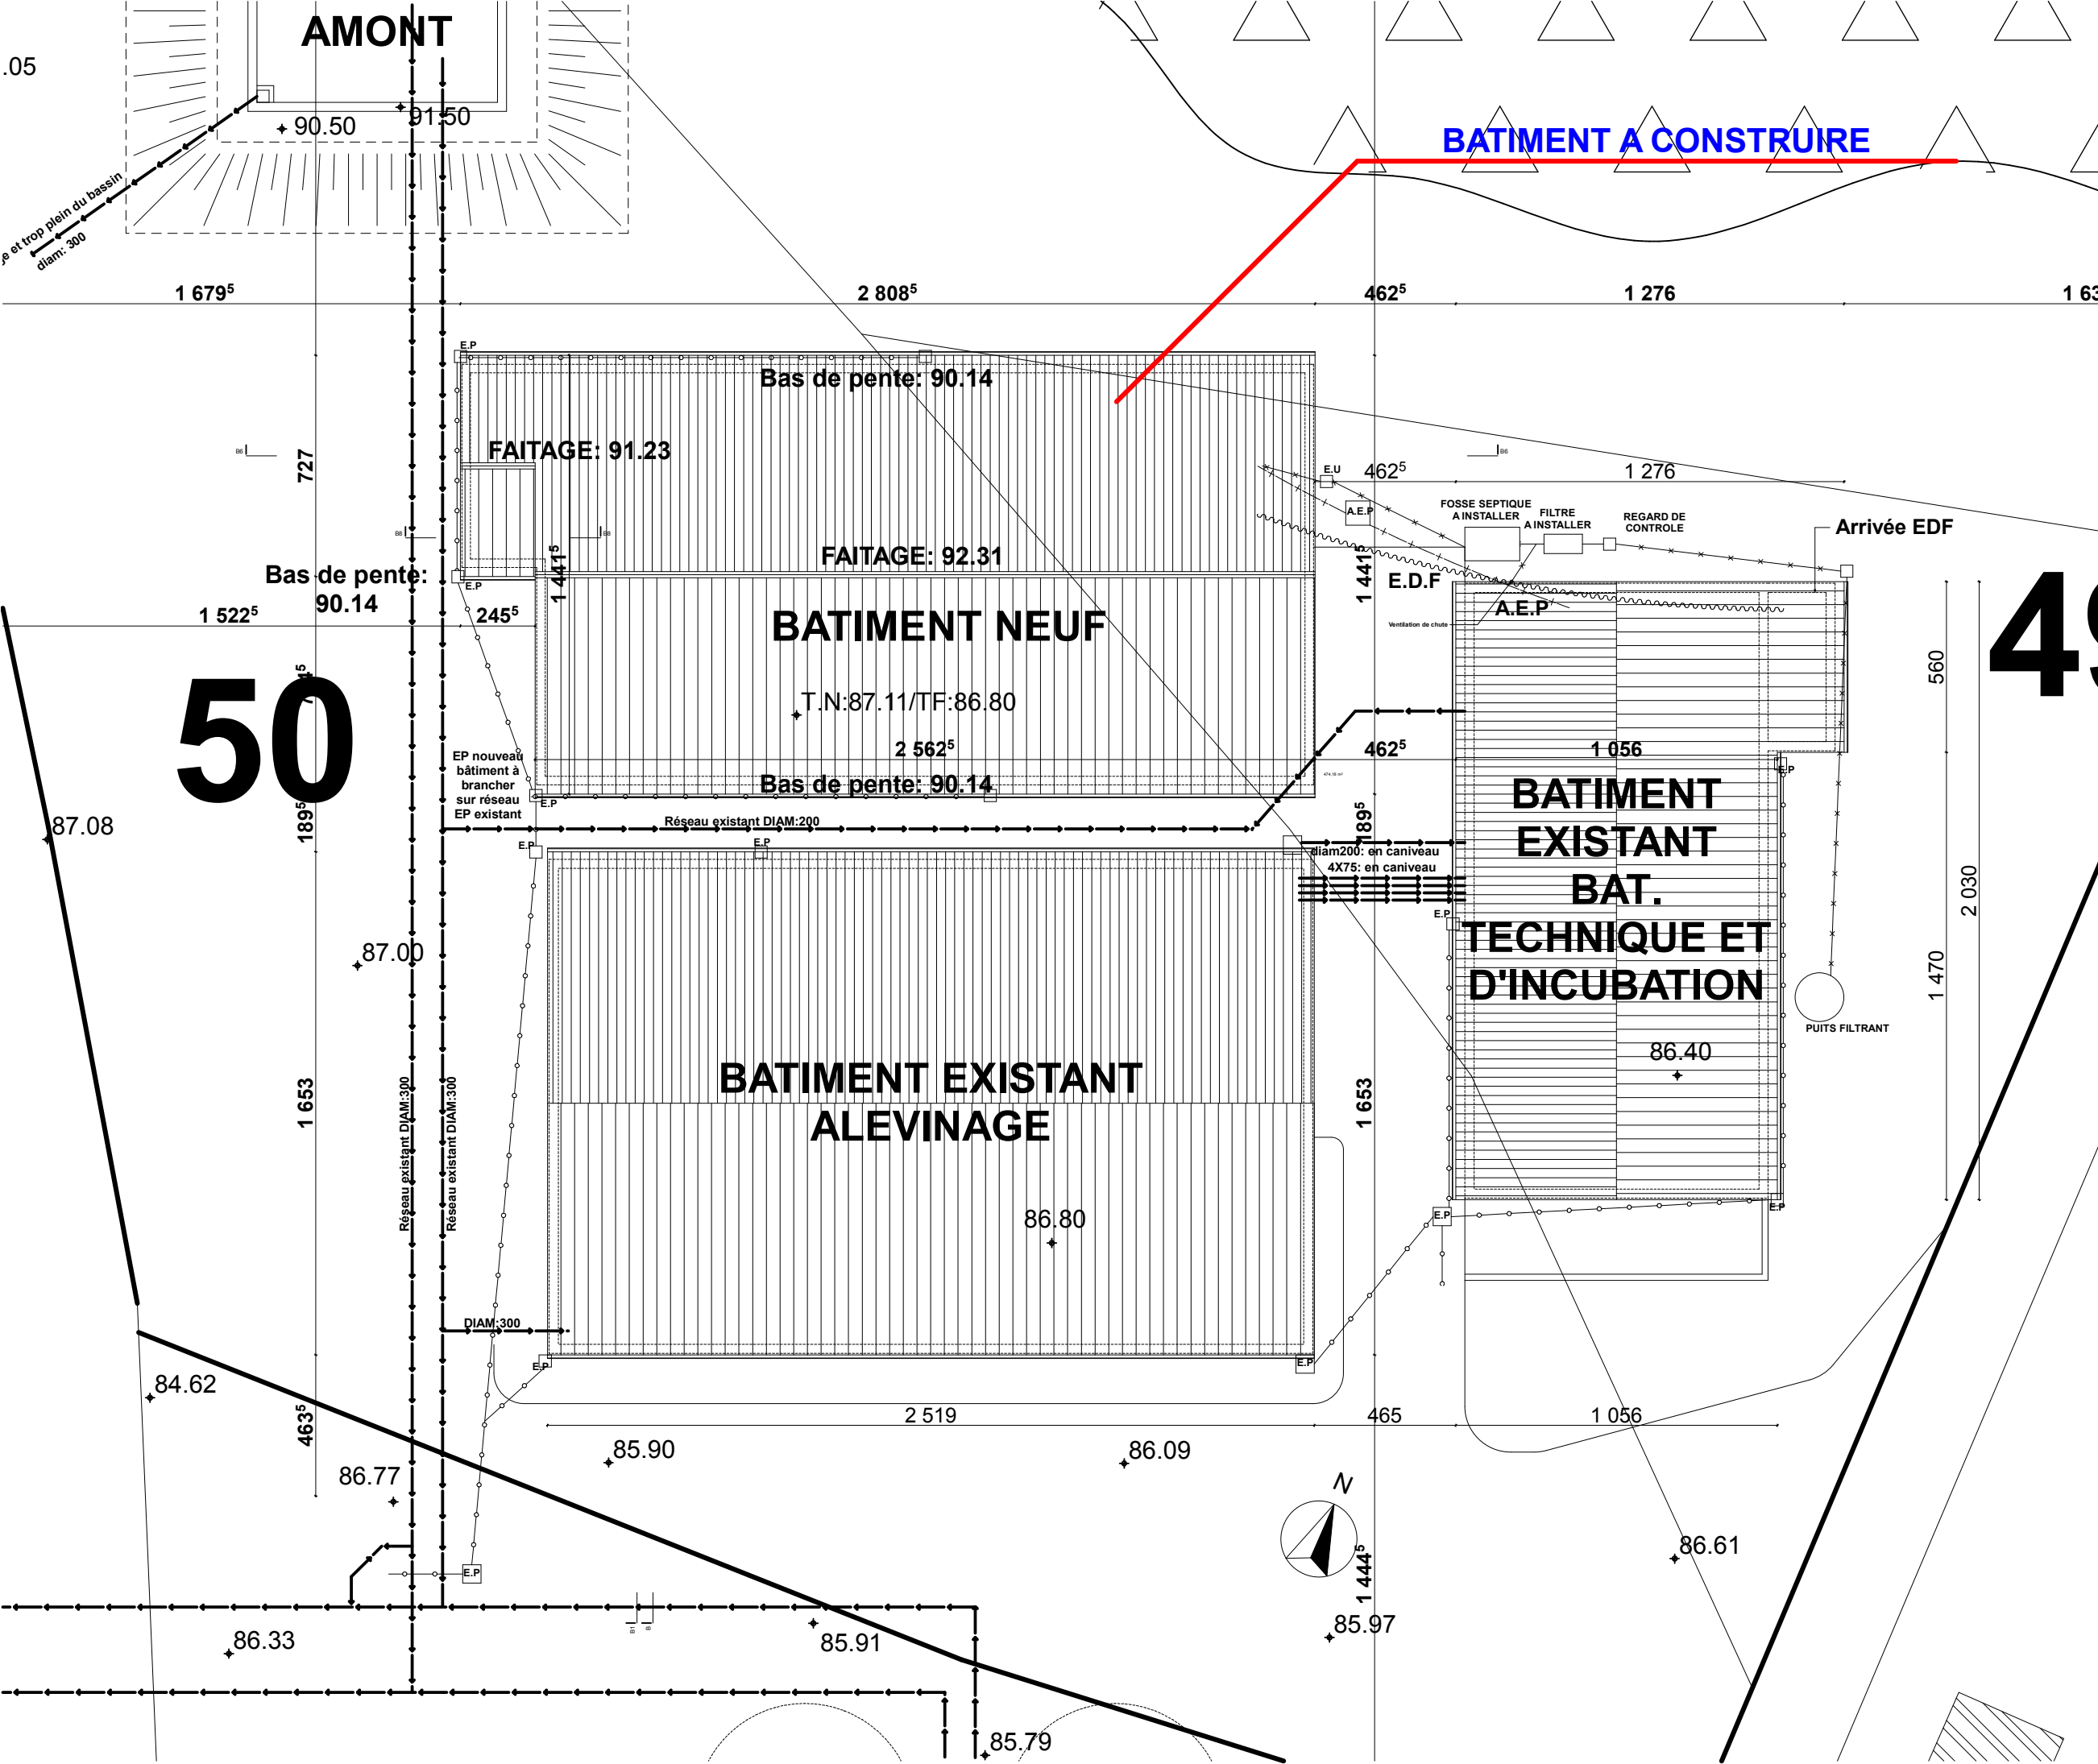 AMONT
.05
90.50
91.50
BATIMENT A CONSTRUIRE
e et trop plein du bassin
diam: 300
1 679⁵
2 808⁵
462⁵
1 276
1 63
E.P
Bas de pente: 90.14
FAITAGE: 91.23
727
B6
B6
E.U
462⁵
1 276
A.E.P
FOSSE SEPTIQUE
A INSTALLER
FILTRE
A INSTALLER
REGARD DE
CONTROLE
Arrivée EDF
B8
B8
FAITAGE: 92.31
1 441⁵
1 441⁵
Bas de pente:
90.14
E.P
E.D.F
A.E.P
Ventilation de chute
1 522⁵
245⁵
BATIMENT NEUF
49
560
50
T.N:87.11/TF:86.80
2 562⁵
462⁵
1 056
EP nouveau
bâtiment à
brancher
sur réseau
EP existant
Bas de pente: 90.14
E.P
E.P
87.08
189⁵
189⁵
Réseau existant DIAM:200
E.P
E.P
diam200: en caniveau
4X75: en caniveau
BATIMENT
EXISTANT
BAT.
TECHNIQUE ET
D'INCUBATION
2 030
E.P
87.00
1 470
PUITS FILTRANT
86.40
BATIMENT EXISTANT
ALEVINAGE
1 653
1 653
Réseau existant DIAM:300
Réseau existant DIAM:300
86.80
E.P
E.P
DIAM:300
E.P
E.P
84.62
463⁵
2 519
465
1 056
85.90
86.09
86.77
N
86.61
1 444⁵
E.P
85.97
86.33
85.91
85.79